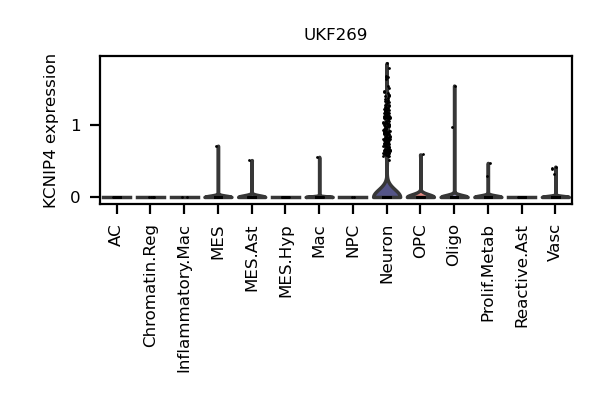 UKF269
KCNIP4 expression
1
0
AC
Chromatin.Reg
Inflammatory.Mac
MES
MES.Ast
MES.Hyp
Mac
NPC
Neuron
OPC
Oligo
Prolif.Metab
Reactive.Ast
Vasc